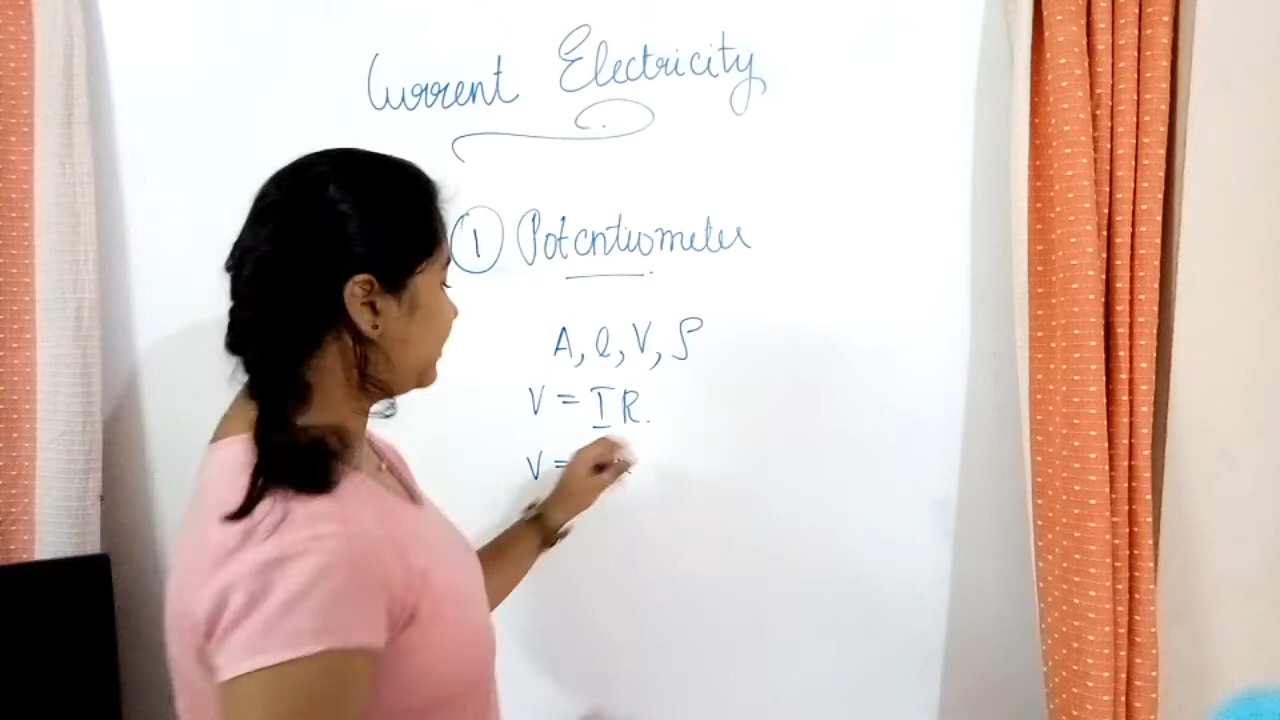 Current Electricity
① Potentiometer
A, l, V, ρ
V = IR.
V =